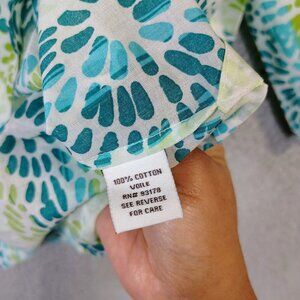 100% COTTON
VOILE
RN# 93178
SEE REVERSE
FOR CARE